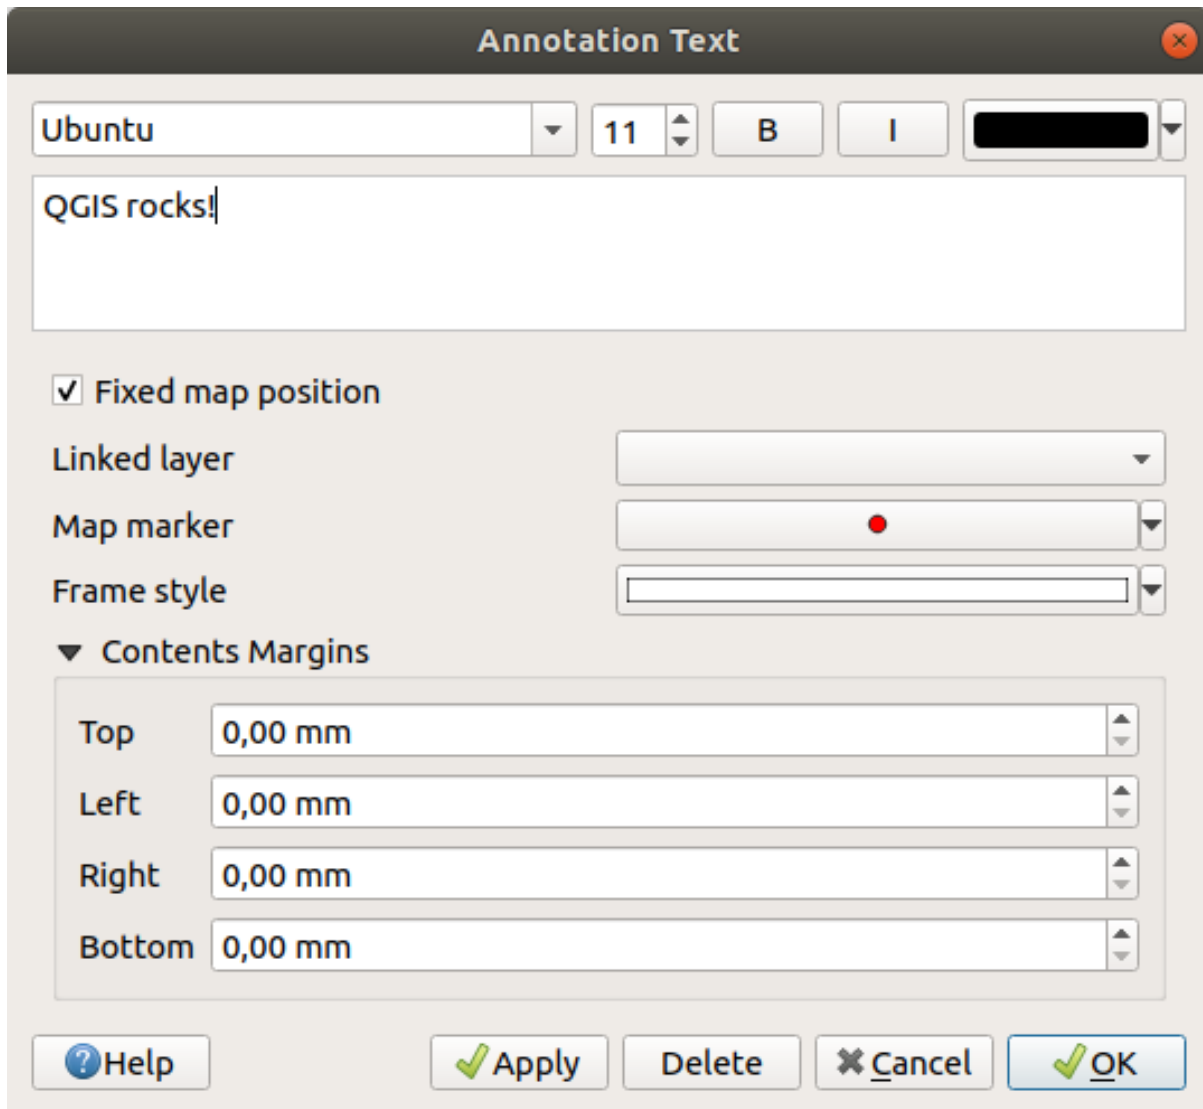 Annotation Text
Ubuntu 11 B I
QGIS rocks!
Fixed map position
Linked layer
Map marker
Frame style
Contents Margins
Top 0,00 mm
Left 0,00 mm
Right 0,00 mm
Bottom 0,00 mm
Help Apply Delete Cancel OK